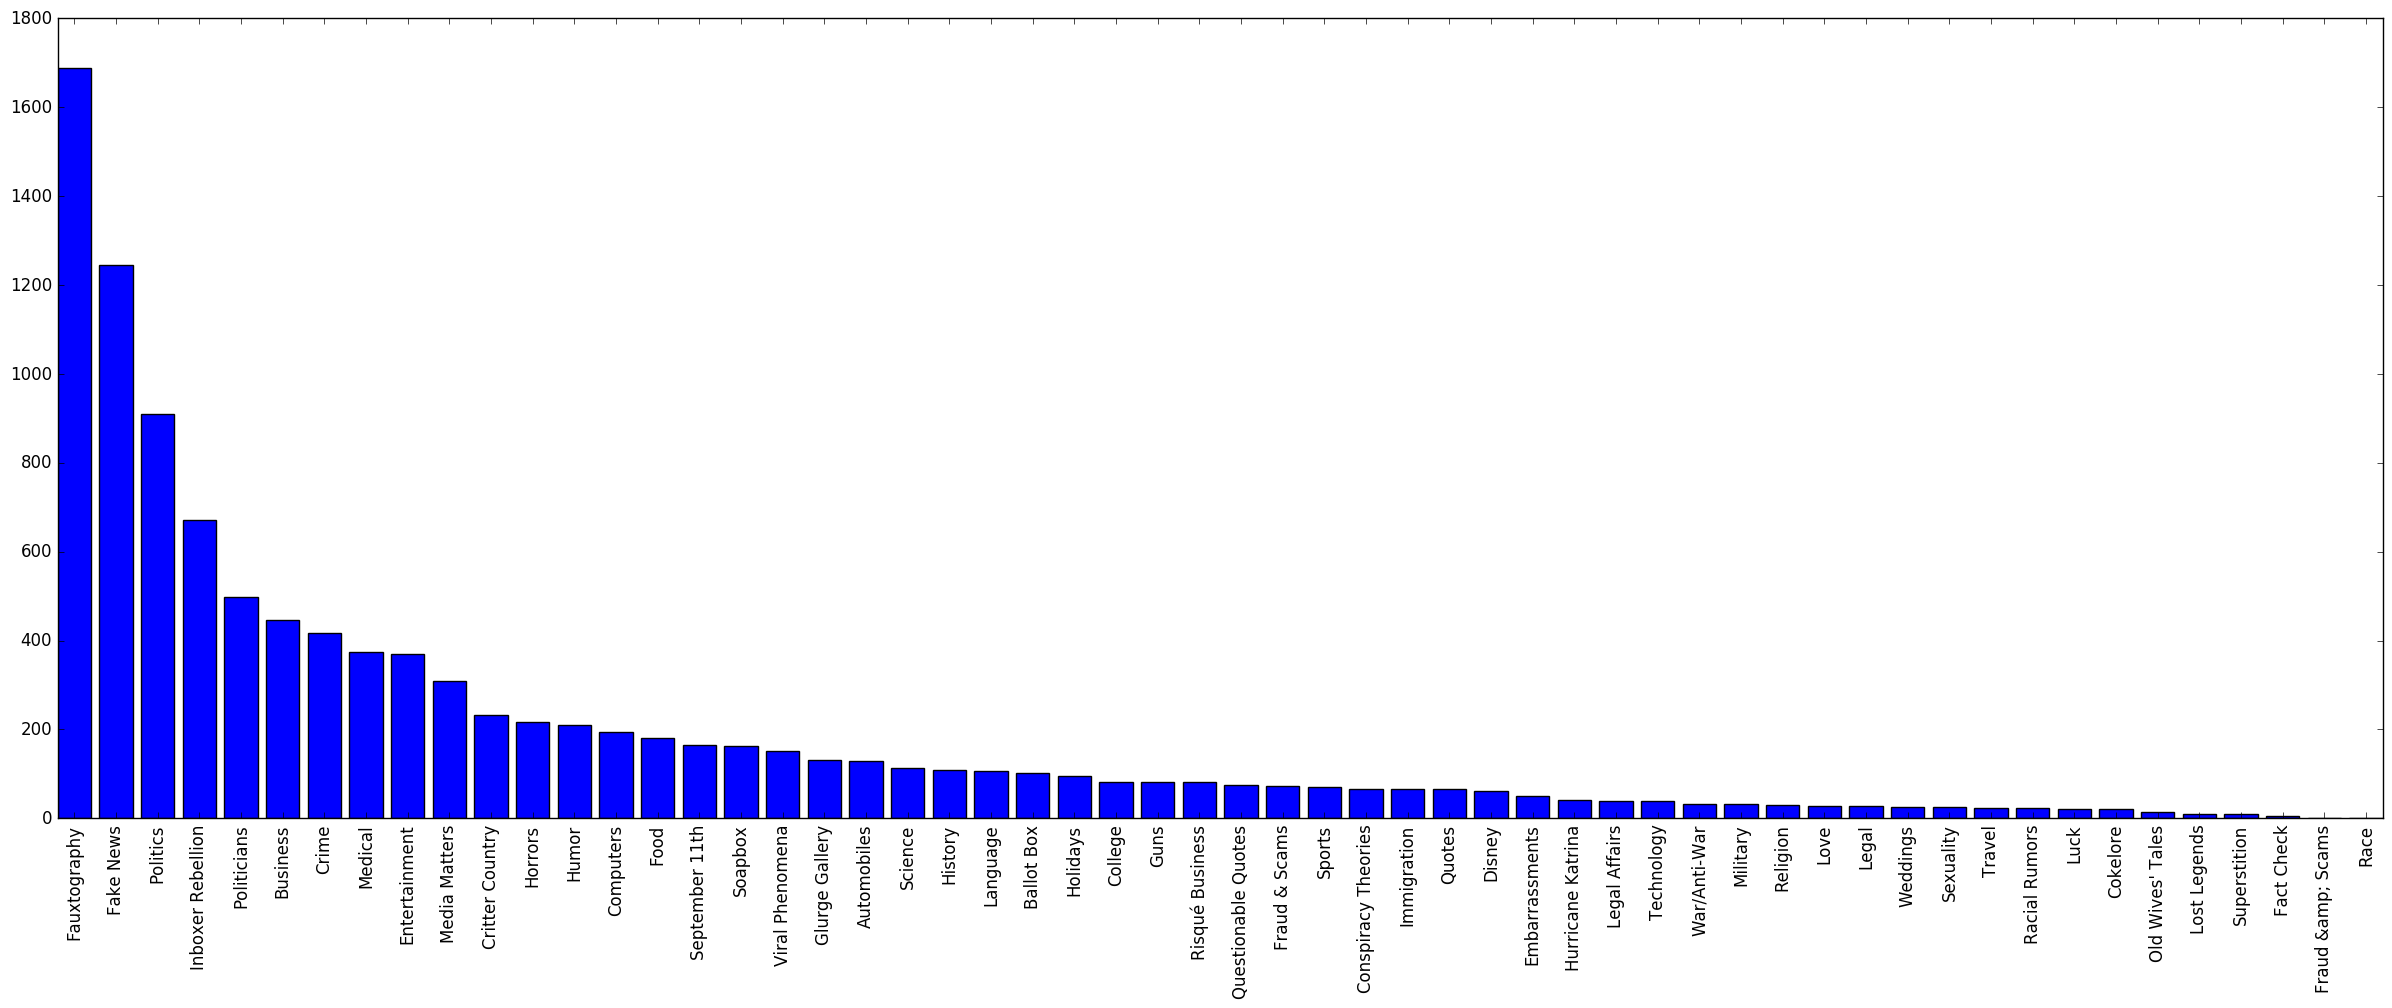 1800
1600
1400
1200
1000
800
600
400
200
0
Fauxtography
Fake News
Politics
Inboxer Rebellion
Politicians
Business
Crime
Medical
Entertainment
Media Matters
Critter Country
Horrors
Humor
Computers
Food
September 11th
Soapbox
Viral Phenomena
Glurge Gallery
Automobiles
Science
History
Language
Ballot Box
Holidays
College
Guns
Risqué Business
Questionable Quotes
Fraud & Scams
Sports
Conspiracy Theories
Immigration
Quotes
Disney
Embarrassments
Hurricane Katrina
Legal Affairs
Technology
War/Anti-War
Military
Religion
Love
Legal
Weddings
Sexuality
Travel
Racial Rumors
Luck
Cokelore
Old Wives' Tales
Lost Legends
Superstition
Fact Check
Fraud &amp; Scams
Race